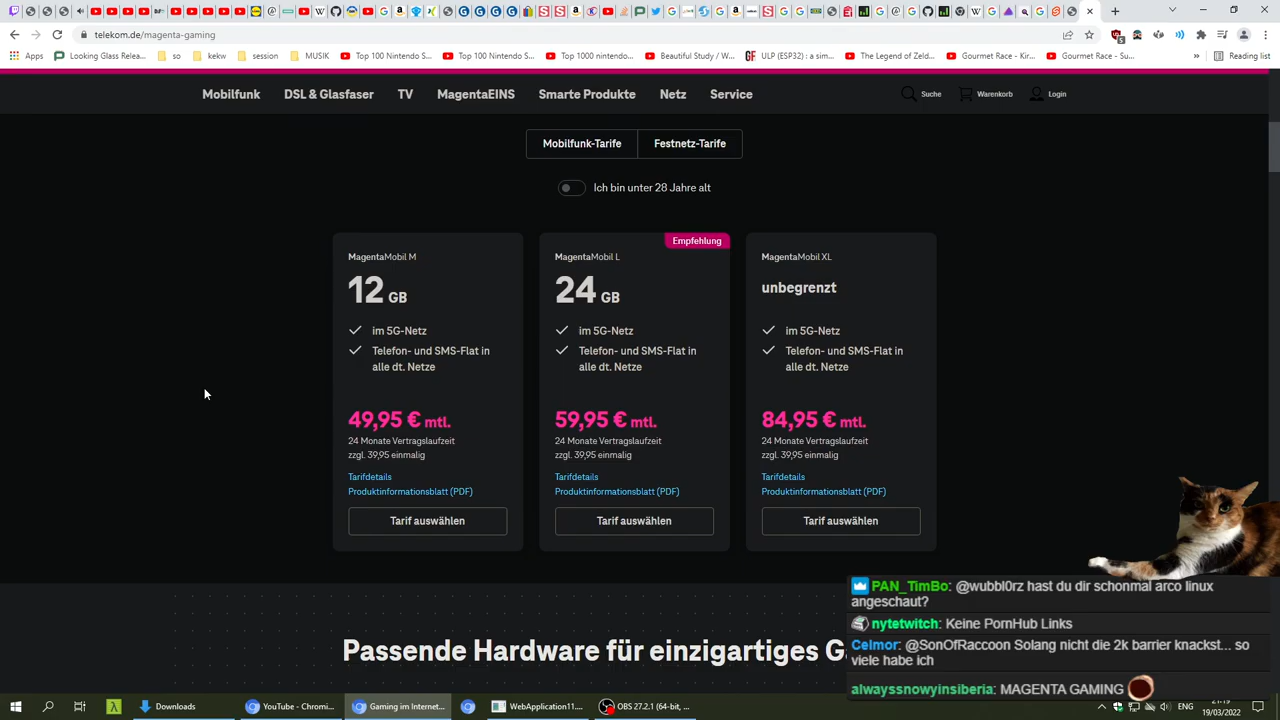 telekom.de/magenta-gaming
Apps
Looking Glass Relea...
so
kekw
session
MUSIK
Top 100 Nintendo S...
Top 100 Nintendo S...
Top 1000 nintendo...
Beautiful Study / W...
ULP (ESP32) : a sim...
The Legend of Zeld...
Gourmet Race - Kir...
Gourmet Race - Su...
»
Reading list
Mobilfunk
DSL & Glasfaser
TV
MagentaEINS
Smarte Produkte
Netz
Service
Suche
Warenkorb
Login
Mobilfunk-Tarife
Festnetz-Tarife
Ich bin unter 28 Jahre alt
MagentaMobil M
12 GB
im 5G-Netz
Telefon- und SMS-Flat in
alle dt. Netze
49,95 € mtl.
24 Monate Vertragslaufzeit
zzgl. 39,95 einmalig
Tarifdetails
Produktinformationsblatt (PDF)
Tarif auswählen
Empfehlung
MagentaMobil L
24 GB
im 5G-Netz
Telefon- und SMS-Flat in
alle dt. Netze
59,95 € mtl.
24 Monate Vertragslaufzeit
zzgl. 39,95 einmalig
Tarifdetails
Produktinformationsblatt (PDF)
Tarif auswählen
MagentaMobil XL
unbegrenzt
im 5G-Netz
Telefon- und SMS-Flat in
alle dt. Netze
84,95 € mtl.
24 Monate Vertragslaufzeit
zzgl. 39,95 einmalig
Tarifdetails
Produktinformationsblatt (PDF)
Tarif auswählen
Passende Hardware für einzigartiges
PAN_TimBo: @wubbl0rz hast du dir schonmal arco linux
angeschaut?
nytetwitch: Keine PornHub Links
Celmor: @SonOfRaccoon Solang nicht die 2k barrier knackst... so
viele habe ich
alwayssnowyinsiberia: MAGENTA GAMING
Downloads
YouTube - Chromi...
Gaming im Internet...
WebApplication11...
OBS 27.2.1 (64-bit, ...
19/03/2022